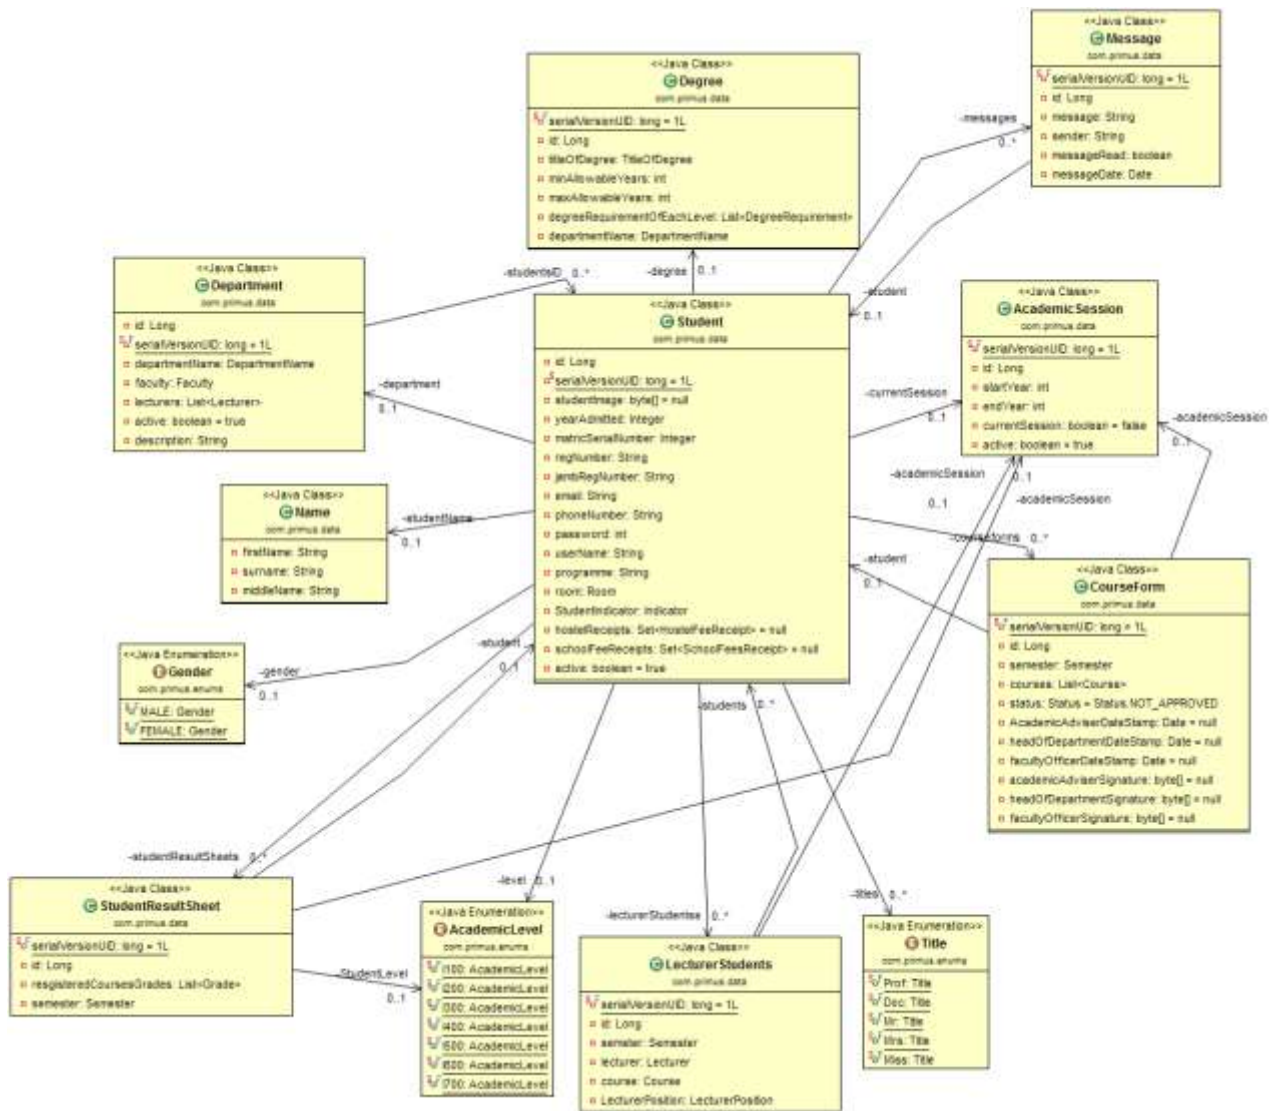 <<Java Class>>
Message
com.primus.data
serialVersionUID: long = 1L
id: Long
message: String
sender: String
messageRead: boolean
messageDate: Date
<<Java Class>>
Degree
com.primus.data
serialVersionUID: long = 1L
id: Long
titleOfDegree: TitleOfDegree
minAllowableYears: int
maxAllowableYears: int
degreeRequirementOfEachLevel: List<DegreeRequirement>
departmentName: DepartmentName
-messages
0..*
-studentsID 0..*
-degree 0..1
-student
0..1
<<Java Class>>
Department
com.primus.data
id: Long
serialVersionUID: long = 1L
departmentName: DepartmentName
faculty: Faculty
lecturers: List<Lecturer>
active: boolean = true
description: String
<<Java Class>>
Student
com.primus.data
id: Long
serialVersionUID: long = 1L
studentImage: byte[] = null
yearAdmitted: Integer
matricSerialNumber: Integer
regNumber: String
jambRegNumber: String
email: String
phoneNumber: String
password: int
userName: String
programme: String
room: Room
StudentIndicator: Indicator
hostelReceipts: Set<HostelFeeReceipt> = null
schoolFeeReceipts: Set<SchoolFeesReceipt> = null
active: boolean = true
<<Java Class>>
AcademicSession
com.primus.data
serialVersionUID: long = 1L
id: Long
startYear: int
endYear: int
currentSession: boolean = false
active: boolean = true
-department
0..1
-currentSession
0..1
-academicSession
0..1
-academicSession
0..1
-academicSession
0..1
<<Java Class>>
Name
com.primus.data
firstName: String
surname: String
middleName: String
-studentName
0..1
-courseforms 0..*
-student
0..1
<<Java Class>>
CourseForm
com.primus.data
serialVersionUID: long = 1L
id: Long
semester: Semester
courses: List<Course>
status: Status = Status.NOT_APPROVED
AcademicAdviserDateStamp: Date = null
headOfDepartmentDateStamp: Date = null
facultyOfficerDateStamp: Date = null
academicAdviserSignature: byte[] = null
headOfDepartmentSignature: byte[] = null
facultyOfficerSignature: byte[] = null
<<Java Enumeration>>
Gender
com.primus.enums
MALE: Gender
FEMALE: Gender
-gender
0..1
-student
0..1
-students 0..*
-studentResultSheets 0..*
-level 0..1
-lecturerStudentss 0..*
-titles 0..*
<<Java Class>>
StudentResultSheet
com.primus.data
serialVersionUID: long = 1L
id: Long
resgisteredCoursesGrades: List<Grade>
semester: Semester
-StudentLevel
0..1
<<Java Enumeration>>
AcademicLevel
com.primus.enums
l100: AcademicLevel
l200: AcademicLevel
l300: AcademicLevel
l400: AcademicLevel
l500: AcademicLevel
l600: AcademicLevel
l700: AcademicLevel
<<Java Class>>
LecturerStudents
com.primus.data
serialVersionUID: long = 1L
id: Long
semster: Semester
lecturer: Lecturer
course: Course
LecturerPosition: LecturerPosition
<<Java Enumeration>>
Title
com.primus.enums
Prof: Title
Doc: Title
Mr: Title
Mrs: Title
Miss: Title